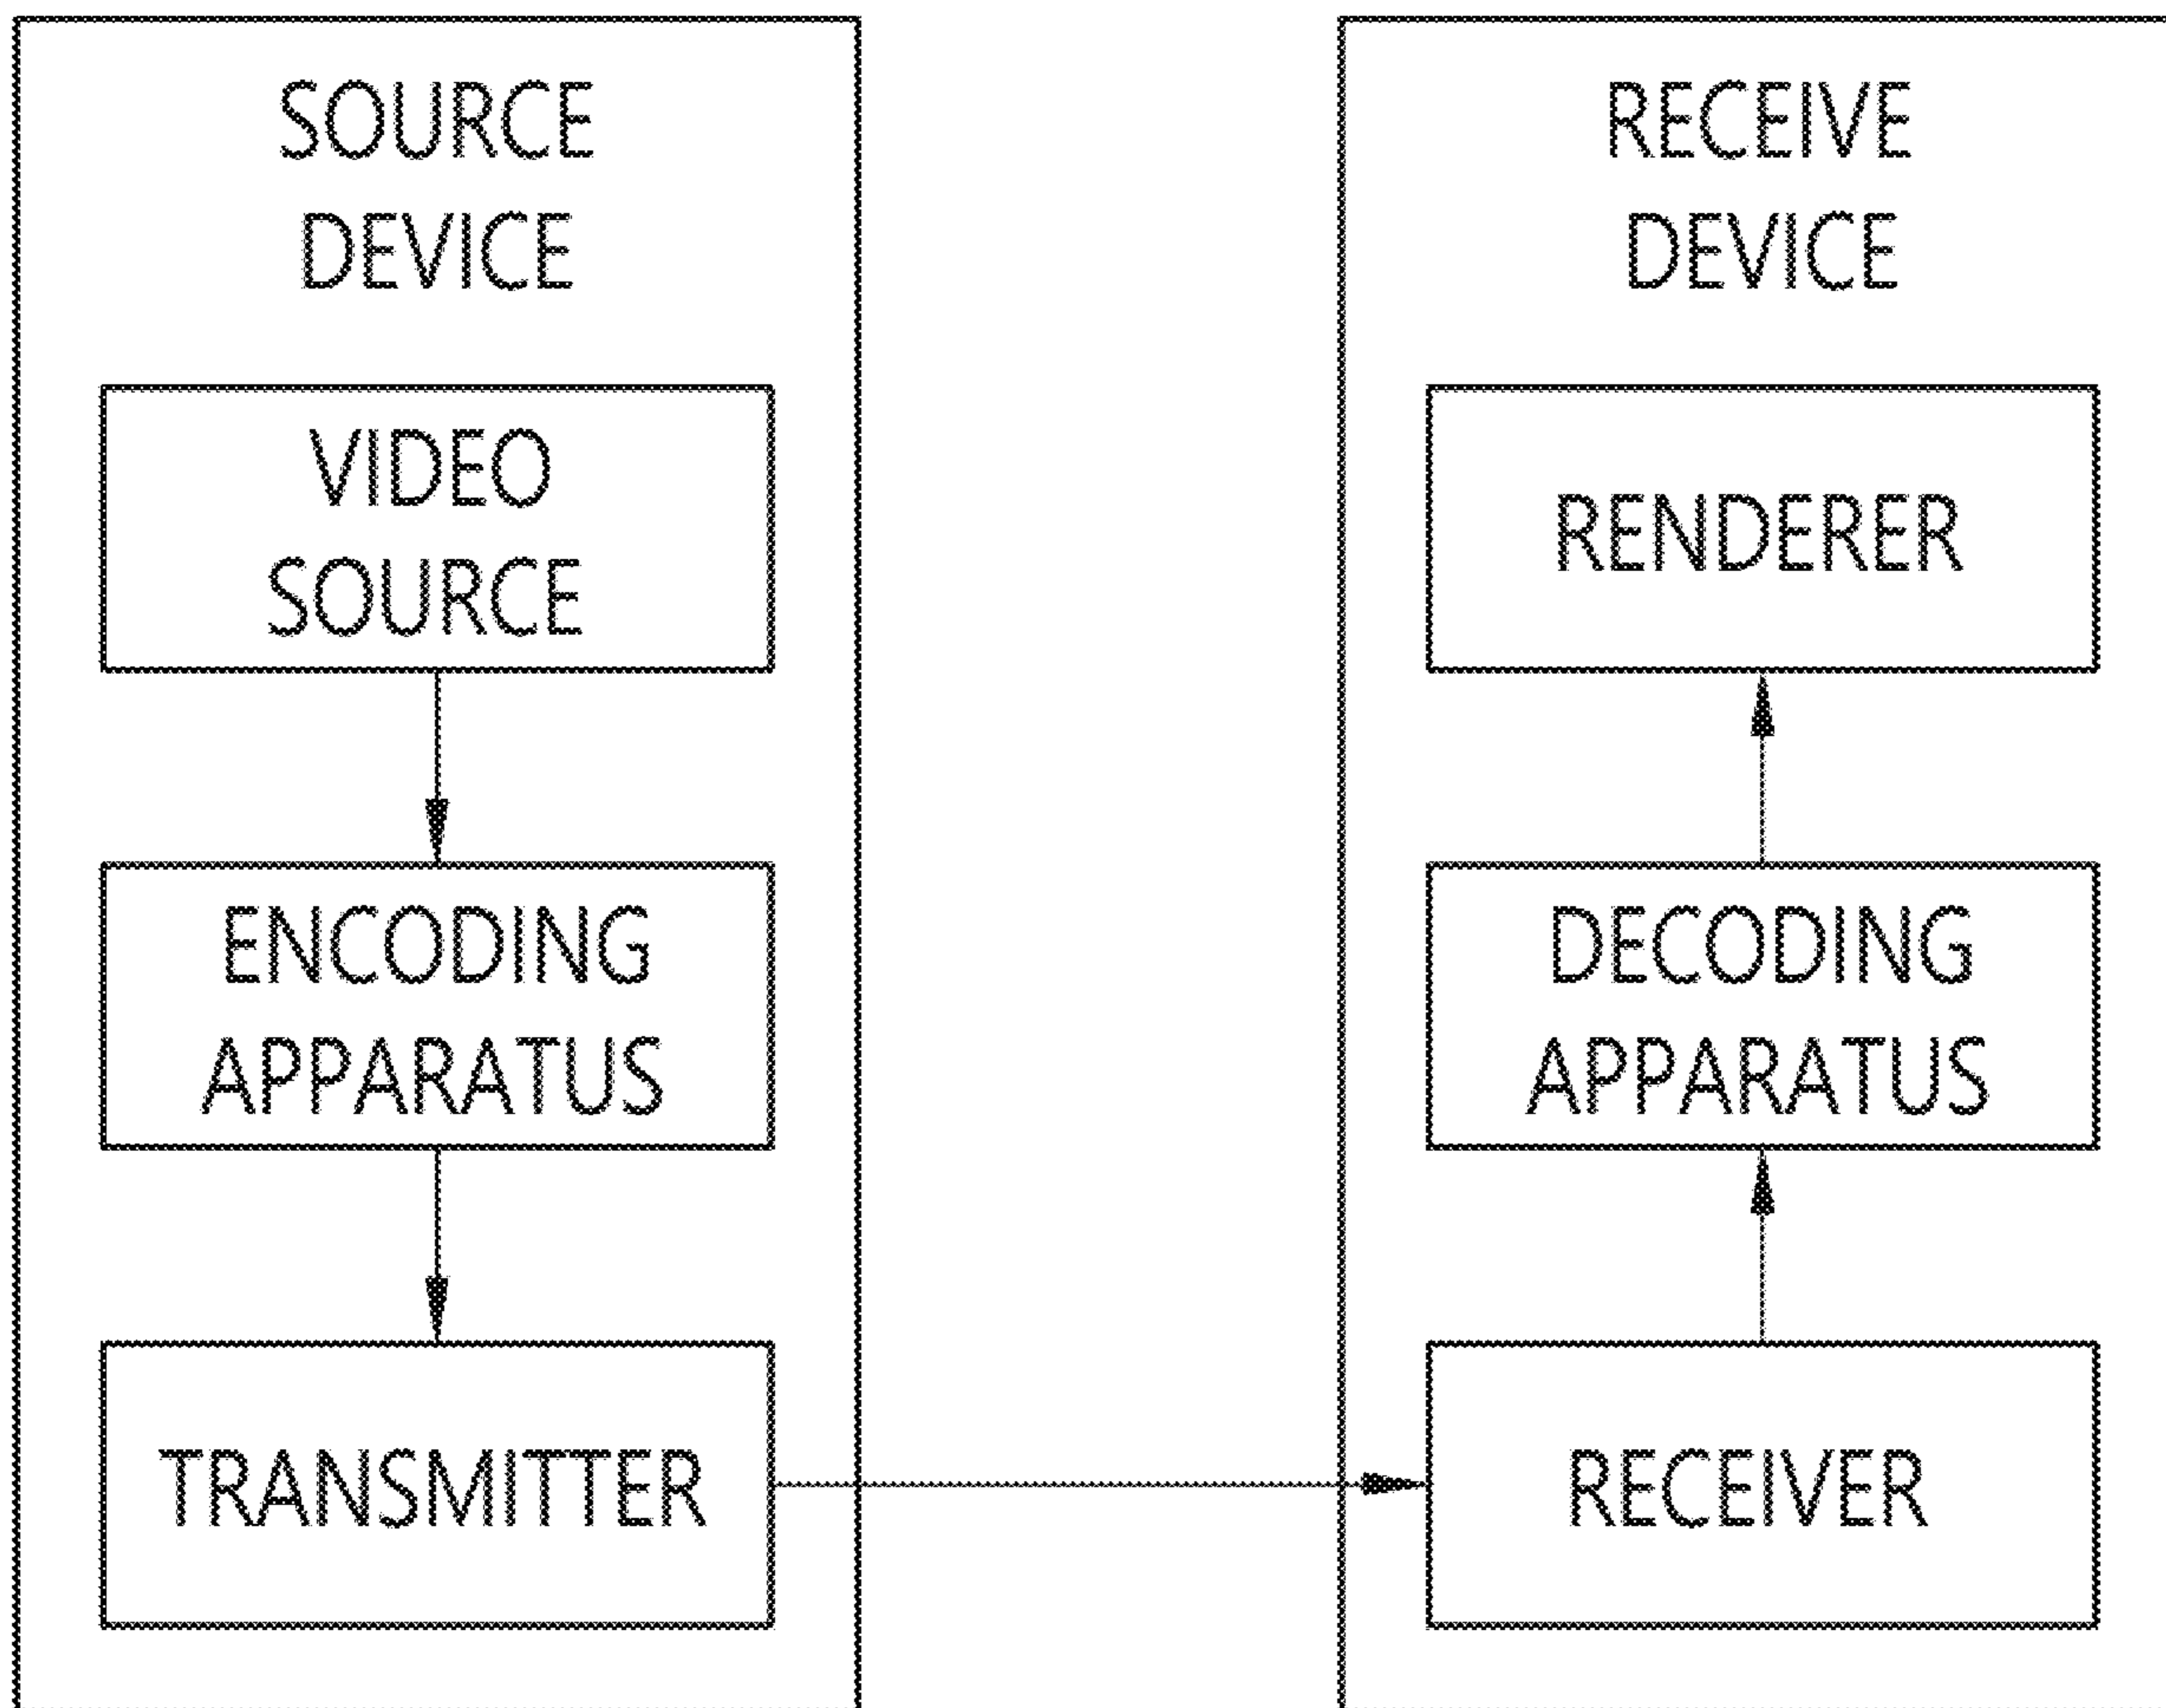 SOURCE
DEVICE
VIDEO
SOURCE
ENCODING
APPARATUS
TRANSMITTER
RECEIVE
DEVICE
RENDERER
DECODING
APPARATUS
RECEIVER